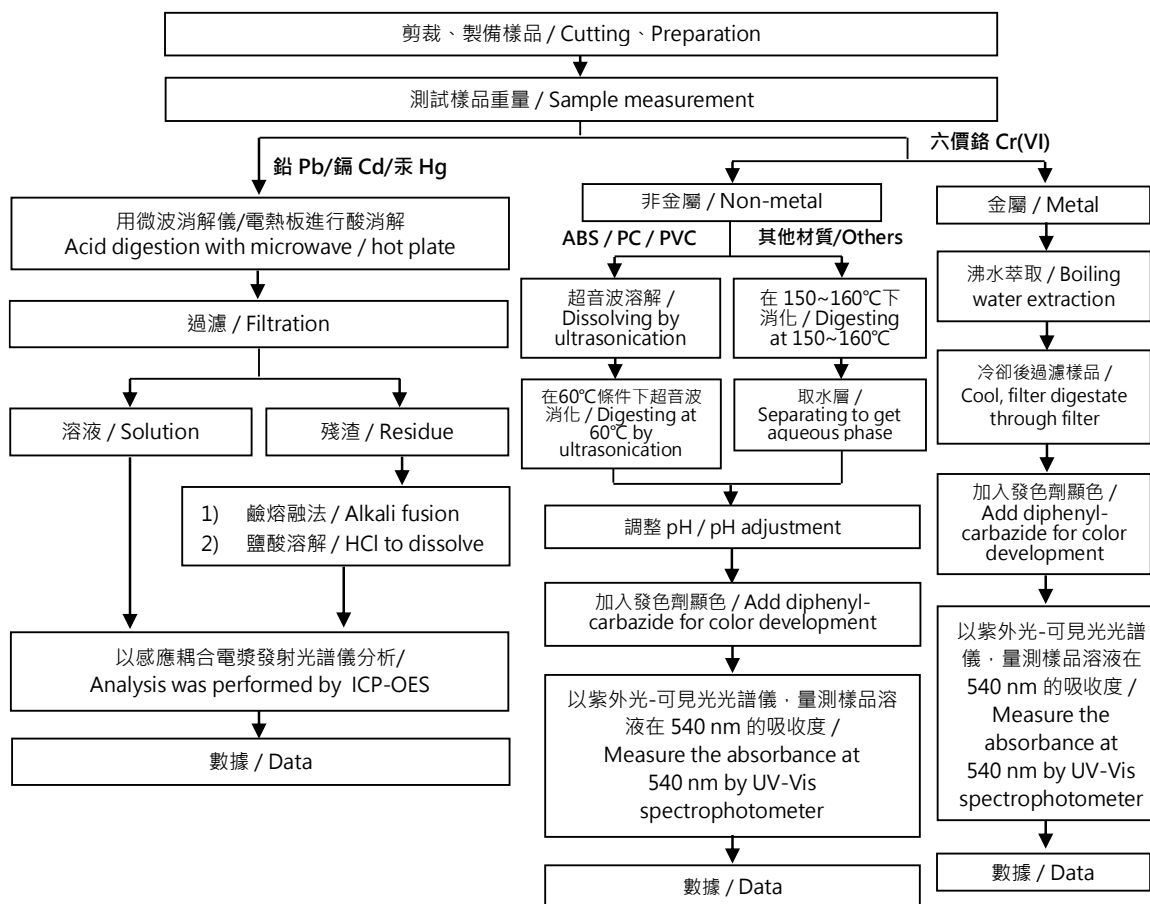 剪裁、製備樣品 / Cutting、Preparation
測試樣品重量 / Sample measurement
鉛 Pb/鎘 Cd/汞 Hg
用微波消解儀/電熱板進行酸消解
Acid digestion with microwave / hot plate
過濾 / Filtration
溶液 / Solution
殘渣 / Residue
1) 鹼熔融法 / Alkali fusion
2) 鹽酸溶解 / HCl to dissolve
以感應耦合電漿發射光譜儀分析/
Analysis was performed by ICP-OES
數據 / Data
六價鉻 Cr(VI)
非金屬 / Non-metal
ABS / PC / PVC
其他材質/Others
超音波溶解 /
Dissolving by
ultrasonication
在 150~160℃下
消化 / Digesting
at 150~160℃
在60℃條件下超音波
消化 / Digesting at
60℃ by
ultrasonication
取水層 /
Separating to get
aqueous phase
調整 pH / pH adjustment
加入發色劑顯色 / Add diphenyl-
carbazide for color development
以紫外光-可見光光譜儀，量測樣品溶
液在 540 nm 的吸收度 /
Measure the absorbance at
540 nm by UV-Vis
spectrophotometer
數據 / Data
金屬 / Metal
沸水萃取 / Boiling
water extraction
冷卻後過濾樣品 /
Cool, filter digestate
through filter
加入發色劑顯色 /
Add diphenyl-
carbazide for color
development
以紫外光-可見光光譜
儀，量測樣品溶液在
540 nm 的吸收度 /
Measure the
absorbance at
540 nm by UV-Vis
spectrophotometer
數據 / Data